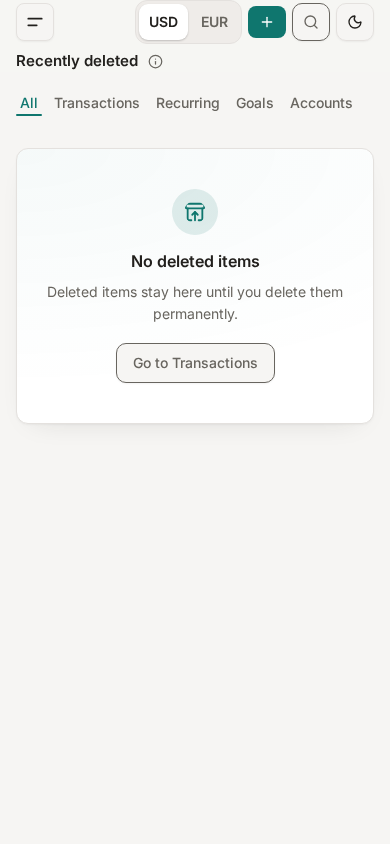 USD EUR
Recently deleted
All Transactions Recurring Goals Accounts
No deleted items
Deleted items stay here until you delete them
permanently.
Go to Transactions